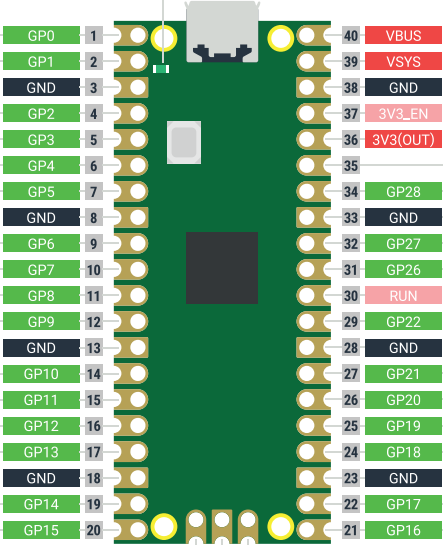 GP0 1 40 VBUS
GP1 2 39 VSYS
GND 3 38 GND
GP2 4 37 3V3_EN
GP3 5 36 3V3(OUT)
GP4 6 35
GP5 7 34 GP28
GND 8 33 GND
GP6 9 32 GP27
GP7 10 31 GP26
GP8 11 30 RUN
GP9 12 29 GP22
GND 13 28 GND
GP10 14 27 GP21
GP11 15 26 GP20
GP12 16 25 GP19
GP13 17 24 GP18
GND 18 23 GND
GP14 19 22 GP17
GP15 20 21 GP16